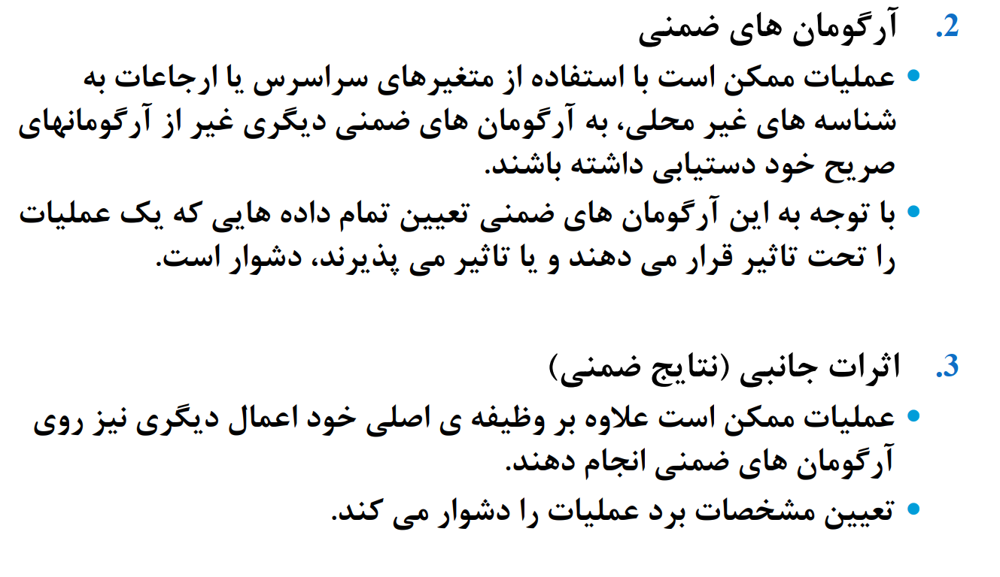 2. آرگومان های ضمنی
• عملیات ممکن است با استفاده از متغیرهای سراسرس یا ارجاعات به
شناسه های غیر محلی، به آرگومان های ضمنی دیگری غیر از آرگومانهای
صریح خود دستیابی داشته باشند.
• با توجه به این آرگومان های ضمنی تعیین تمام داده هایی که یک عملیات
را تحت تاثیر قرار می دهند و یا تاثیر می پذیرند، دشوار است.
3. اثرات جانبی (نتایج ضمنی)
• عملیات ممکن است علاوه بر وظیفه ی اصلی خود اعمال دیگری نیز روی
آرگومان های ضمنی انجام دهند.
• تعیین مشخصات برد عملیات را دشوار می کند.